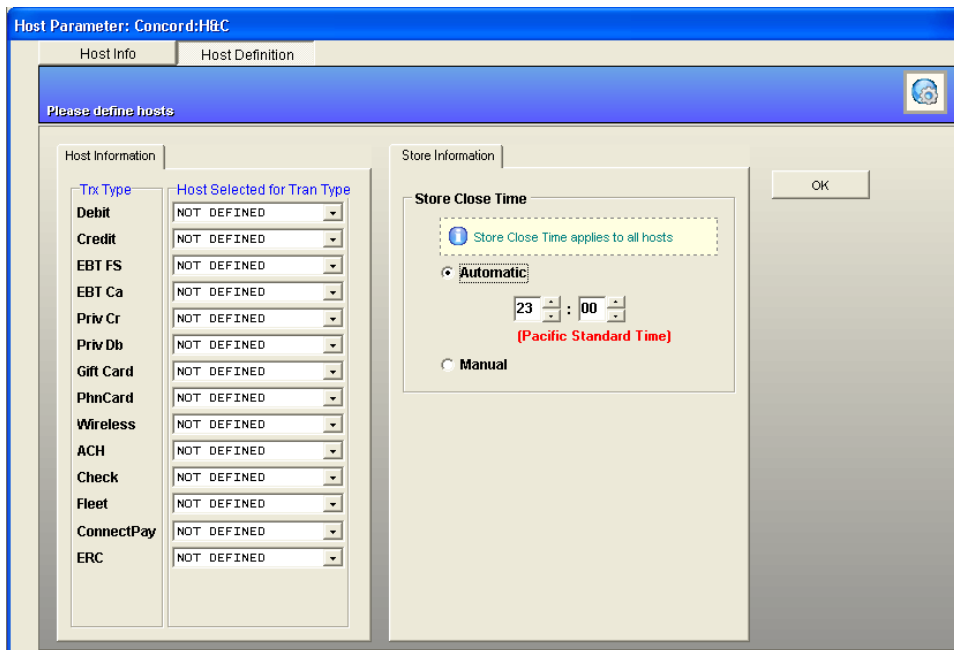 Host Parameter: Concord:H&C
Host Info
Host Definition
Please define hosts
Host Information
Trx Type
Host Selected for Tran Type
Debit NOT DEFINED
Credit NOT DEFINED
EBT FS NOT DEFINED
EBT Ca NOT DEFINED
Priv Cr NOT DEFINED
Priv Db NOT DEFINED
Gift Card NOT DEFINED
PhnCard NOT DEFINED
Wireless NOT DEFINED
ACH NOT DEFINED
Check NOT DEFINED
Fleet NOT DEFINED
ConnectPay NOT DEFINED
ERC NOT DEFINED
Store Information
Store Close Time
Store Close Time applies to all hosts
Automatic
23 : 00
(Pacific Standard Time)
Manual
OK